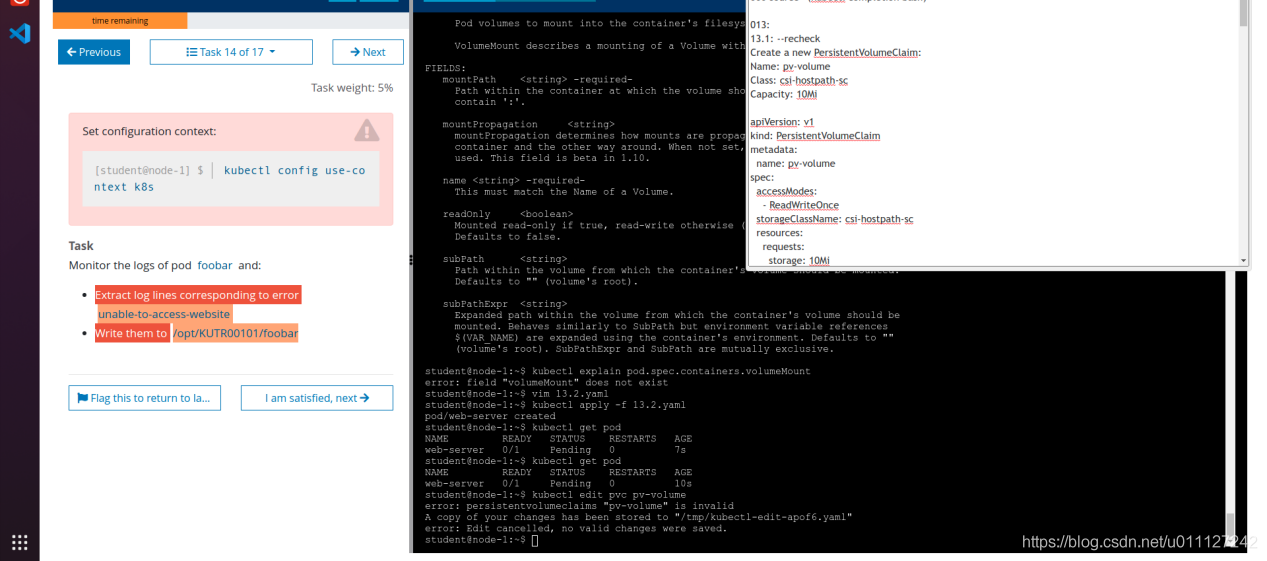 time remaining
Previous
Task 14 of 17
Next
Task weight: 5%
Set configuration context:
[student@node-1] $ | kubectl config use-co
ntext k8s
Task
Monitor the logs of pod foobar and:
Extract log lines corresponding to error
unable-to-access-website
Write them to /opt/KUTR00101/foobar
Flag this to return to la...
I am satisfied, next
Pod volumes to mount into the container's filesys
VolumeMount describes a mounting of a Volume with
FIELDS:
mountPath <string> -required-
Path within the container at which the volume sho
contain ':'.
mountPropagation <string>
mountPropagation determines how mounts are propag
container and the other way around. When not set,
used. This field is beta in 1.10.
name <string> -required-
This must match the Name of a Volume.
readOnly <boolean>
Mounted read-only if true, read-write otherwise (
Defaults to false.
subPath <string>
Path within the volume from which the container's volume should be mounted.
Defaults to "" (volume's root).
subPathExpr <string>
Expanded path within the volume from which the container's volume should be
mounted. Behaves similarly to SubPath but environment variable references
$(VAR_NAME) are expanded using the container's environment. Defaults to ""
(volume's root). SubPathExpr and SubPath are mutually exclusive.
student@node-1:~$ kubectl explain pod.spec.containers.volumeMount
error: field "volumeMount" does not exist
student@node-1:~$ vim 13.2.yaml
student@node-1:~$ kubectl apply -f 13.2.yaml
pod/web-server created
student@node-1:~$ kubectl get pod
NAME READY STATUS RESTARTS AGE
web-server 0/1 Pending 0 7s
student@node-1:~$ kubectl get pod
NAME READY STATUS RESTARTS AGE
web-server 0/1 Pending 0 10s
student@node-1:~$ kubectl edit pvc pv-volume
error: persistentvolumeclaims "pv-volume" is invalid
A copy of your changes has been stored to "/tmp/kubectl-edit-apof6.yaml"
error: Edit cancelled, no valid changes were saved.
student@node-1:~$
013:
13.1: --recheck
Create a new PersistentVolumeClaim:
Name: pv-volume
Class: csi-hostpath-sc
Capacity: 10Mi
apiVersion: v1
kind: PersistentVolumeClaim
metadata:
name: pv-volume
spec:
accessModes:
- ReadWriteOnce
storageClassName: csi-hostpath-sc
resources:
requests:
storage: 10Mi
https://blog.csdn.net/u011127242